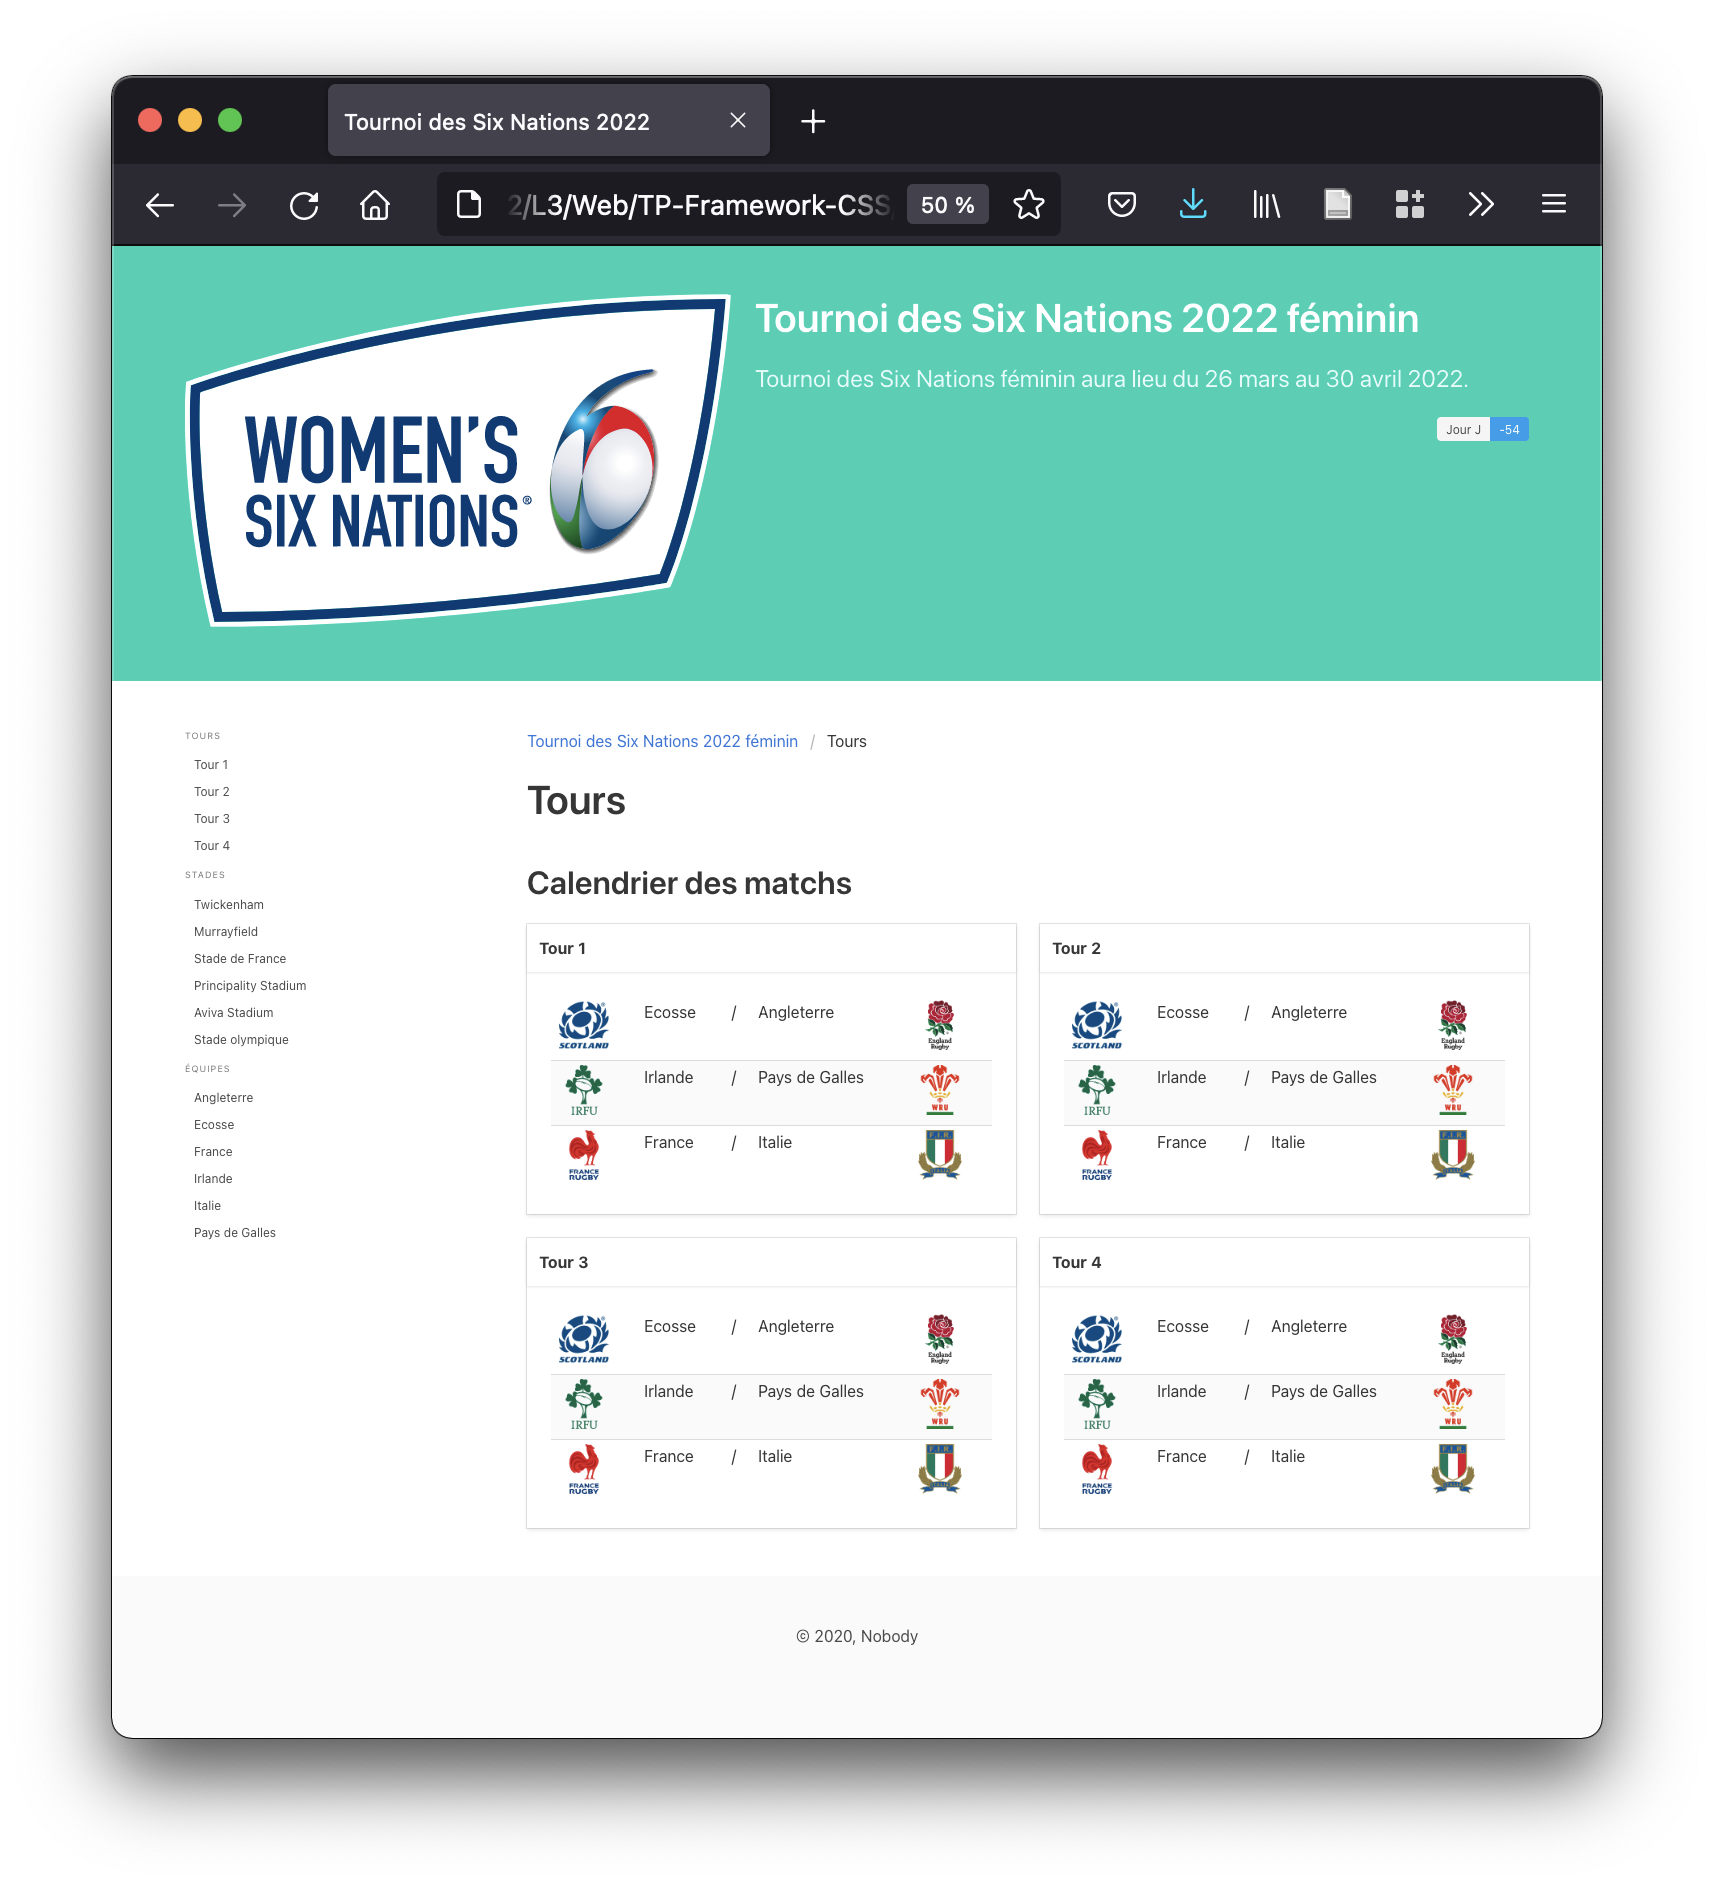 Tournoi des Six Nations 2022
2/L3/Web/TP-Framework-CSS
50 %
WOMEN'S
SIX NATIONS®
Tournoi des Six Nations 2022 féminin
Tournoi des Six Nations féminin aura lieu du 26 mars au 30 avril 2022.
Jour J -54
TOURS
Tour 1
Tour 2
Tour 3
Tour 4
STADES
Twickenham
Murrayfield
Stade de France
Principality Stadium
Aviva Stadium
Stade olympique
ÉQUIPES
Angleterre
Ecosse
France
Irlande
Italie
Pays de Galles
Tournoi des Six Nations 2022 féminin / Tours
Tours
Calendrier des matchs
Tour 1
SCOTLAND Ecosse / Angleterre England Rugby
IRFU Irlande / Pays de Galles WRU
FRANCE RUGBY France / Italie F.I.R.
Tour 2
SCOTLAND Ecosse / Angleterre England Rugby
IRFU Irlande / Pays de Galles WRU
FRANCE RUGBY France / Italie F.I.R.
Tour 3
SCOTLAND Ecosse / Angleterre England Rugby
IRFU Irlande / Pays de Galles WRU
FRANCE RUGBY France / Italie F.I.R.
Tour 4
SCOTLAND Ecosse / Angleterre England Rugby
IRFU Irlande / Pays de Galles WRU
FRANCE RUGBY France / Italie F.I.R.
© 2020, Nobody